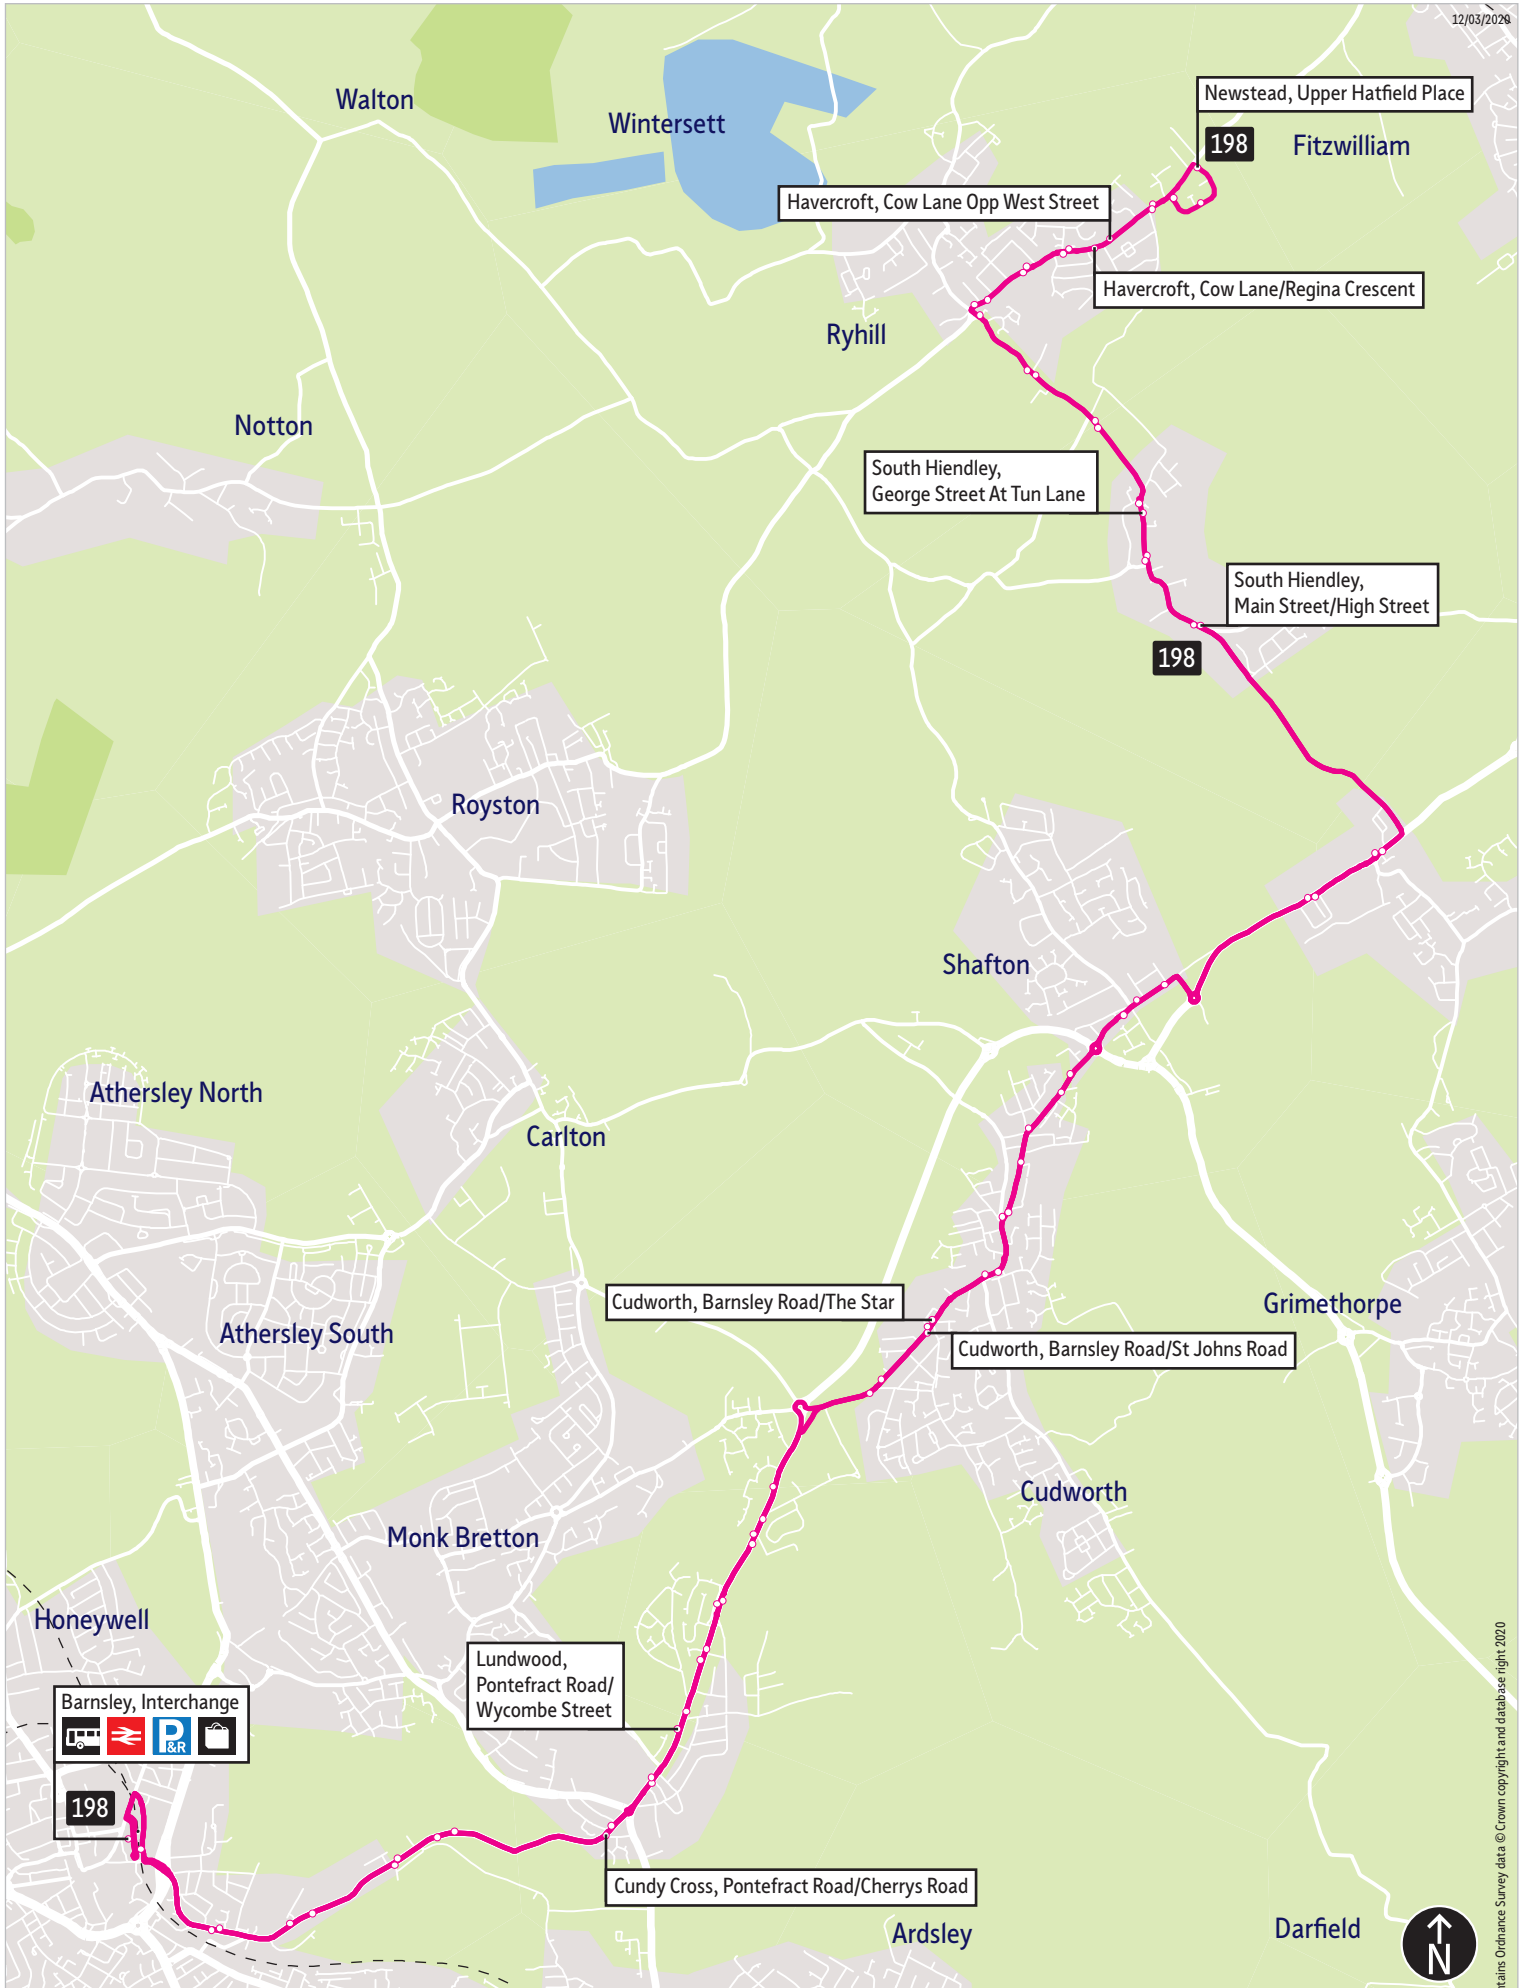 12/03/2020
Newstead, Upper Hatfield Place
Walton
Wintersett
198
Fitzwilliam
Havercroft, Cow Lane Opp West Street
Havercroft, Cow Lane/Regina Crescent
Ryhill
Notton
South Hiendley,
George Street At Tun Lane
South Hiendley,
Main Street/High Street
198
Royston
Shafton
Athersley North
Carlton
Cudworth, Barnsley Road/The Star
Grimethorpe
Athersley South
Cudworth, Barnsley Road/St Johns Road
Cudworth
Monk Bretton
Honeywell
Lundwood,
Pontefract Road/
Wycombe Street
Barnsley, Interchange
P
&R
198
Cundy Cross, Pontefract Road/Cherrys Road
Ardsley
Darfield
N
Ordnance Survey data © Crown copyright and database right 2020